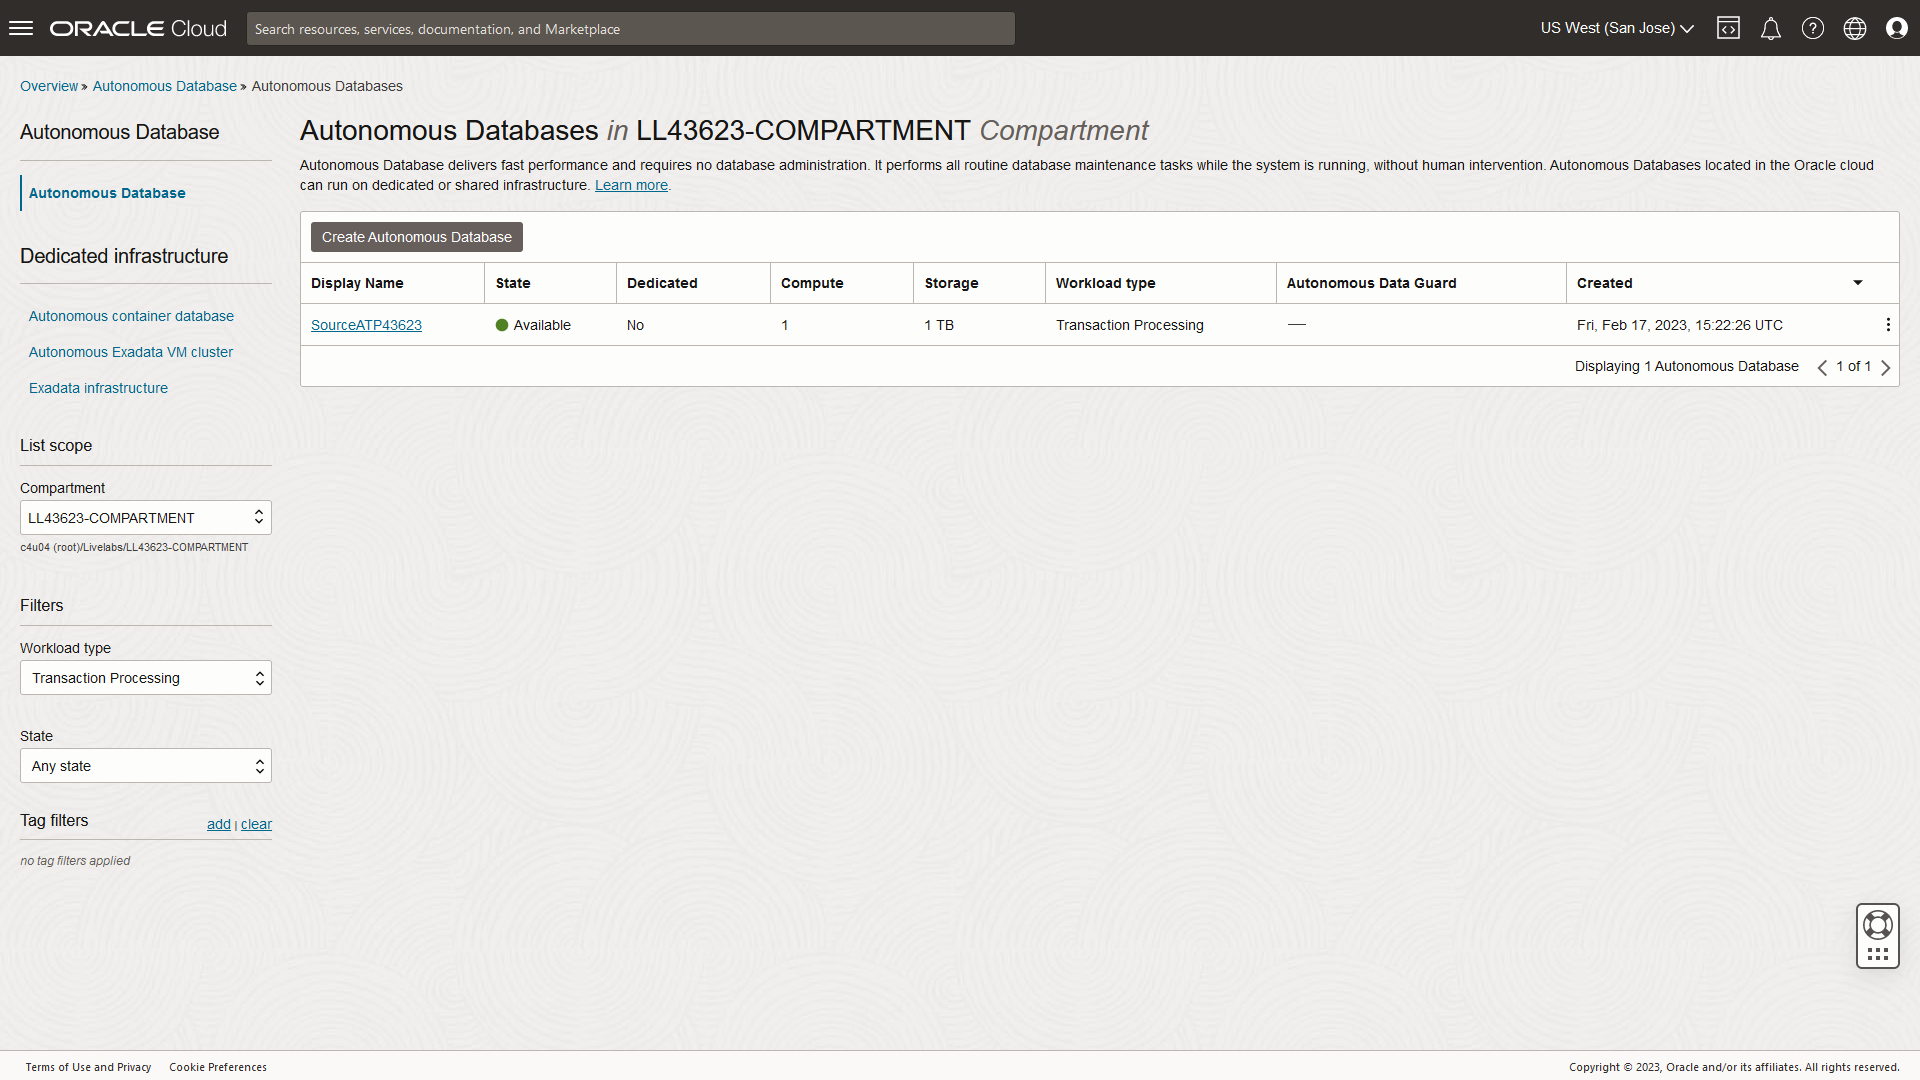 ORACLE Cloud
Search resources, services, documentation, and Marketplace
US West (San Jose)
Overview » Autonomous Database » Autonomous Databases
Autonomous Database
Autonomous Database
Dedicated infrastructure
Autonomous container database
Autonomous Exadata VM cluster
Exadata infrastructure
List scope
Compartment
LL43623-COMPARTMENT
c4u04 (root)/Livelabs/LL43623-COMPARTMENT
Filters
Workload type
Transaction Processing
State
Any state
Tag filters add | clear
no tag filters applied
Autonomous Databases in LL43623-COMPARTMENT Compartment
Autonomous Database delivers fast performance and requires no database administration. It performs all routine database maintenance tasks while the system is running, without human intervention. Autonomous Databases located in the Oracle cloud
can run on dedicated or shared infrastructure. Learn more.
Create Autonomous Database
Display Name State Dedicated Compute Storage Workload type Autonomous Data Guard Created
SourceATP43623 Available No 1 1 TB Transaction Processing — Fri, Feb 17, 2023, 15:22:26 UTC
Displaying 1 Autonomous Database 1 of 1
Terms of Use and Privacy Cookie Preferences
Copyright © 2023, Oracle and/or its affiliates. All rights reserved.